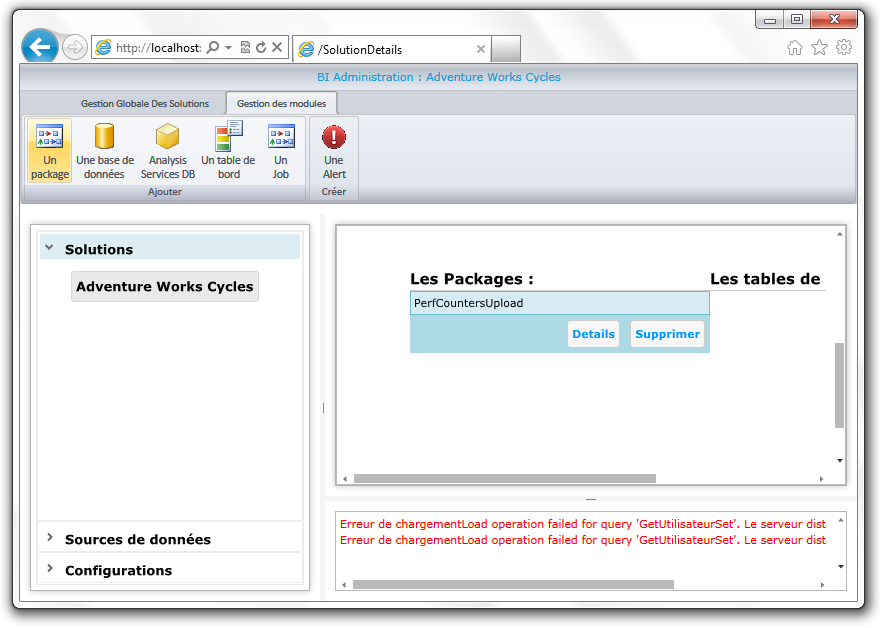 http://localhost:
/SolutionDetails
BI Administration : Adventure Works Cycles
Gestion Globale Des Solutions
Gestion des modules
Un package
Une base de données
Analysis Services DB
Un table de bord
Un Job
Une Alert
Ajouter
Créer
Solutions
Adventure Works Cycles
Sources de données
Configurations
Les Packages :
Les tables de
PerfCountersUpload
Details
Supprimer
Erreur de chargementLoad operation failed for query 'GetUtilisateurSet'. Le serveur dist
Erreur de chargementLoad operation failed for query 'GetUtilisateurSet'. Le serveur dist